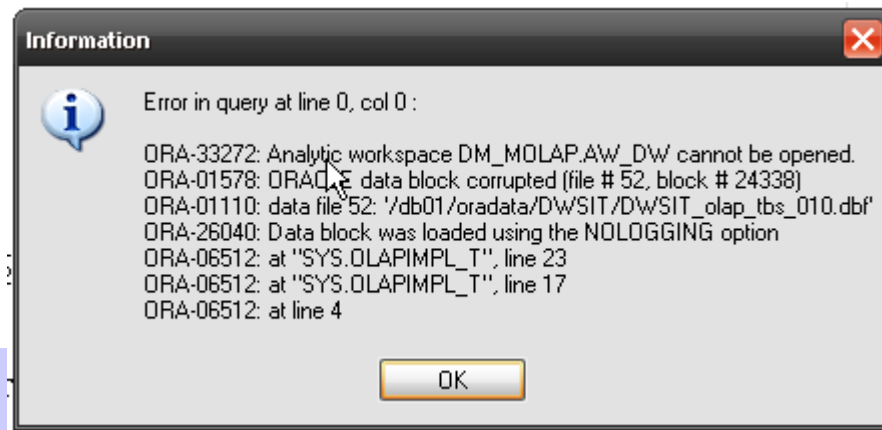 Information
Error in query at line 0, col 0 :
ORA-33272: Analytic workspace DM_MOLAP.AW_DW cannot be opened.
ORA-01578: ORACLE data block corrupted (file # 52, block # 24338)
ORA-01110: data file 52: '/db01/oradata/DWSIT/DWSIT_olap_tbs_010.dbf'
ORA-26040: Data block was loaded using the NOLOGGING option
ORA-06512: at "SYS.OLAPIMPL_T", line 23
ORA-06512: at "SYS.OLAPIMPL_T", line 17
ORA-06512: at line 4
OK